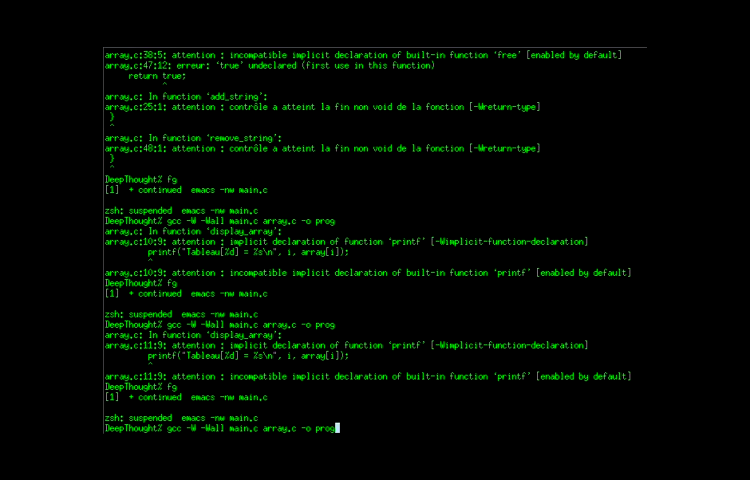 array.c:38:5: attention : incompatible implicit declaration of built-in function ‘free’ [enabled by default]
array.c:47:12: erreur: ‘true’ undeclared (first use in this function)
return true;
^
array.c: In function ‘add_string’:
array.c:25:1: attention : contrôle a atteint la fin non void de la fonction [-Wreturn-type]
}
^
array.c: In function ‘remove_string’:
array.c:48:1: attention : contrôle a atteint la fin non void de la fonction [-Wreturn-type]
}
^
DeepThought% fg
[1]  + continued  emacs -nw main.c
zsh: suspended  emacs -nw main.c
DeepThought% gcc -W -Wall main.c array.c -o prog
array.c: In function ‘display_array’:
array.c:10:9: attention : implicit declaration of function ‘printf’ [-Wimplicit-function-declaration]
printf("Tableau[%d] = %s\n", i, array[i]);
^
array.c:10:9: attention : incompatible implicit declaration of built-in function ‘printf’ [enabled by default]
DeepThought% fg
[1]  + continued  emacs -nw main.c
zsh: suspended  emacs -nw main.c
DeepThought% gcc -W -Wall main.c array.c -o prog
array.c: In function ‘display_array’:
array.c:11:9: attention : implicit declaration of function ‘printf’ [-Wimplicit-function-declaration]
printf("Tableau[%d] = %s\n", i, array[i]);
^
array.c:11:9: attention : incompatible implicit declaration of built-in function ‘printf’ [enabled by default]
DeepThought% fg
[1]  + continued  emacs -nw main.c
zsh: suspended  emacs -nw main.c
DeepThought% gcc -W -Wall main.c array.c -o prog